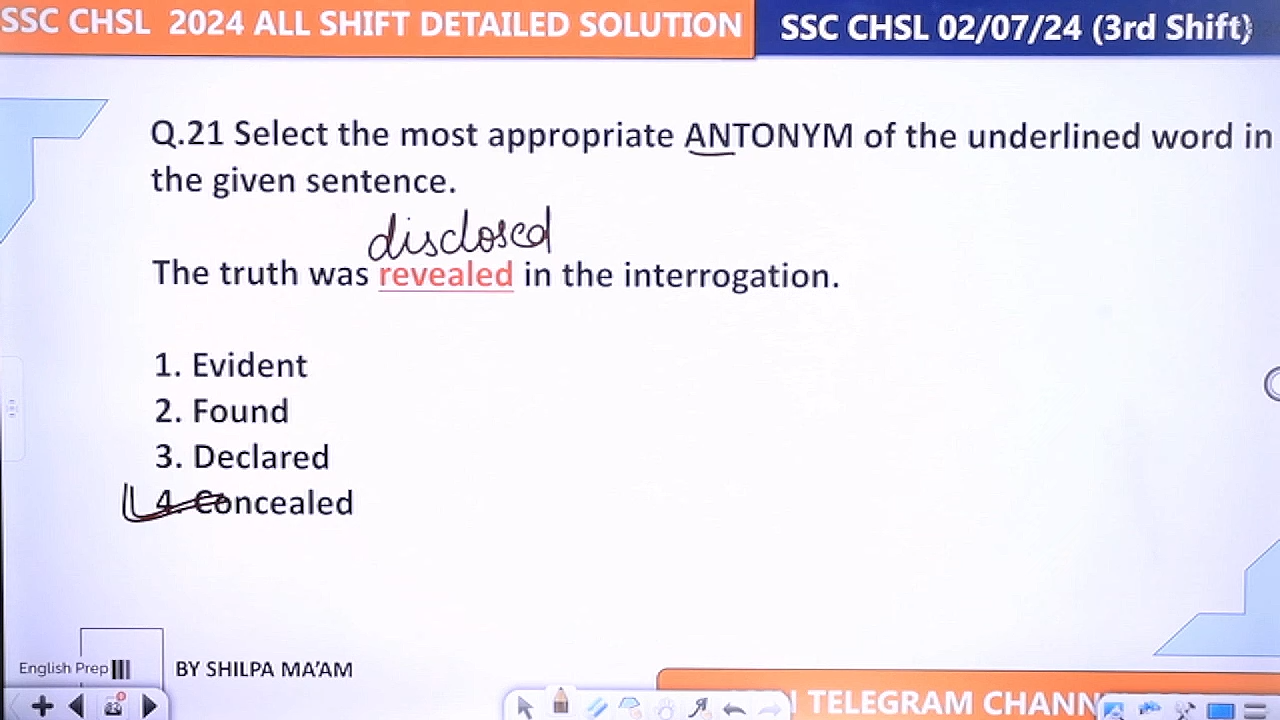 SSC CHSL 2024 ALL SHIFT DETAILED SOLUTION
SSC CHSL 02/07/24 (3rd Shift)
Q.21 Select the most appropriate ANTONYM of the underlined word in
the given sentence.
disclosed
The truth was revealed in the interrogation.
1. Evident
2. Found
3. Declared
4. Concealed
English Prep
BY SHILPA MA'AM
TELEGRAM